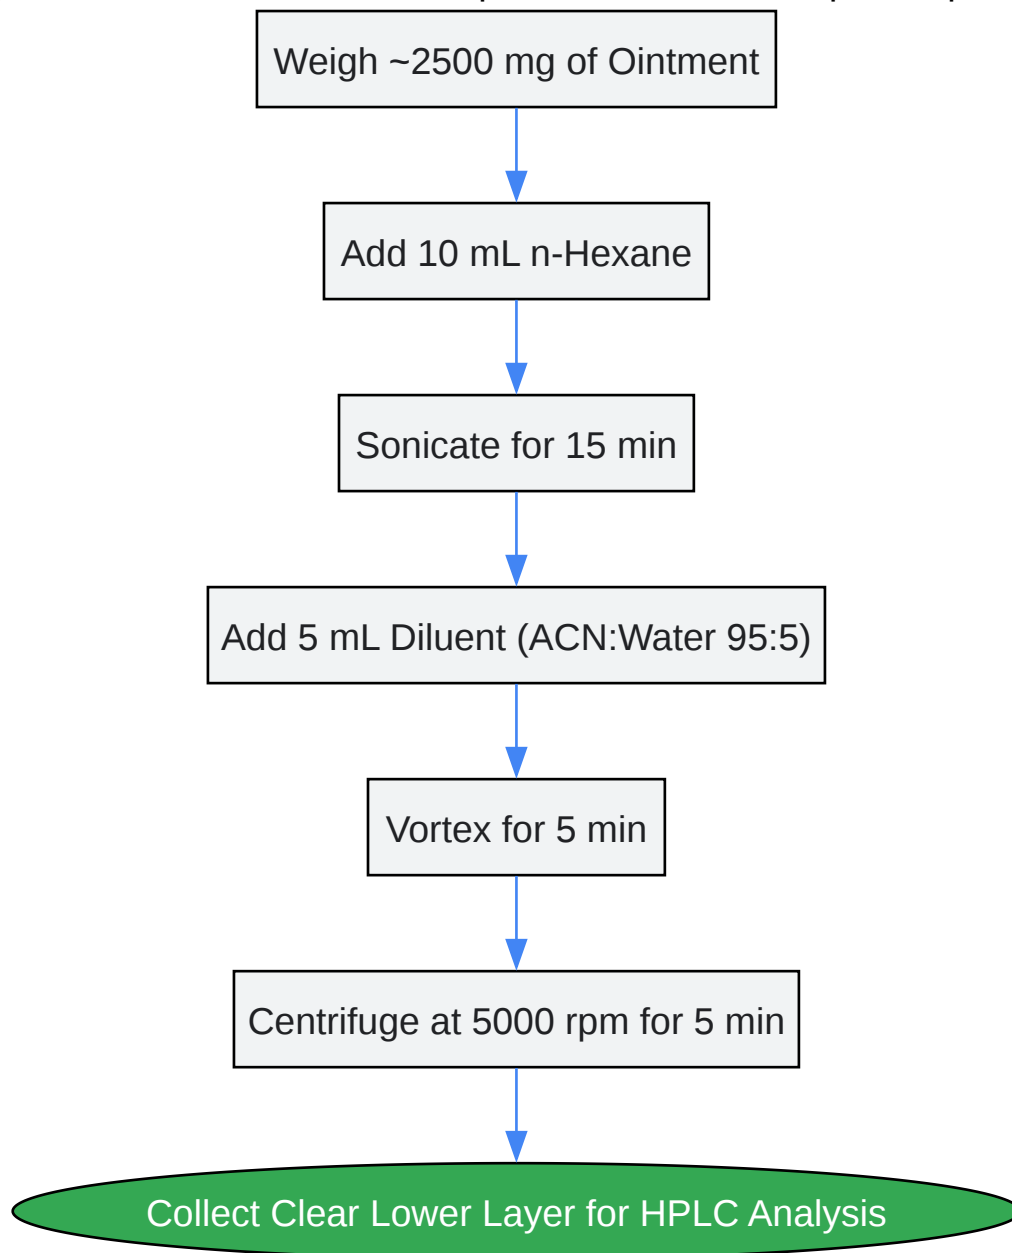 Weigh ~2500 mg of Ointment
Add 10 mL n-Hexane
Sonicate for 15 min
Add 5 mL Diluent (ACN:Water 95:5)
Vortex for 5 min
Centrifuge at 5000 rpm for 5 min
Collect Clear Lower Layer for HPLC Analysis